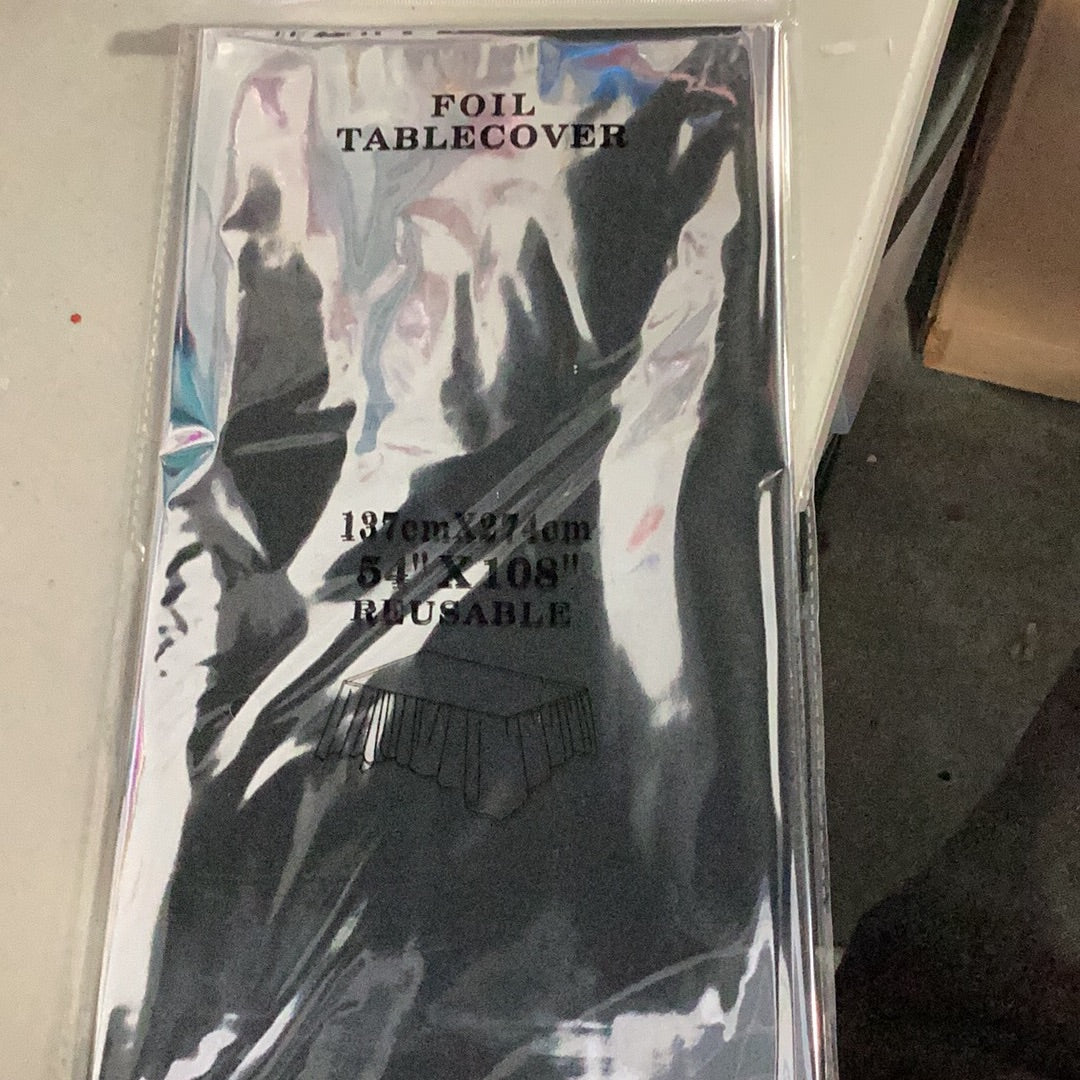 FOIL
TABLECOVER
137cmX274cm
54" X 108"
REUSABLE